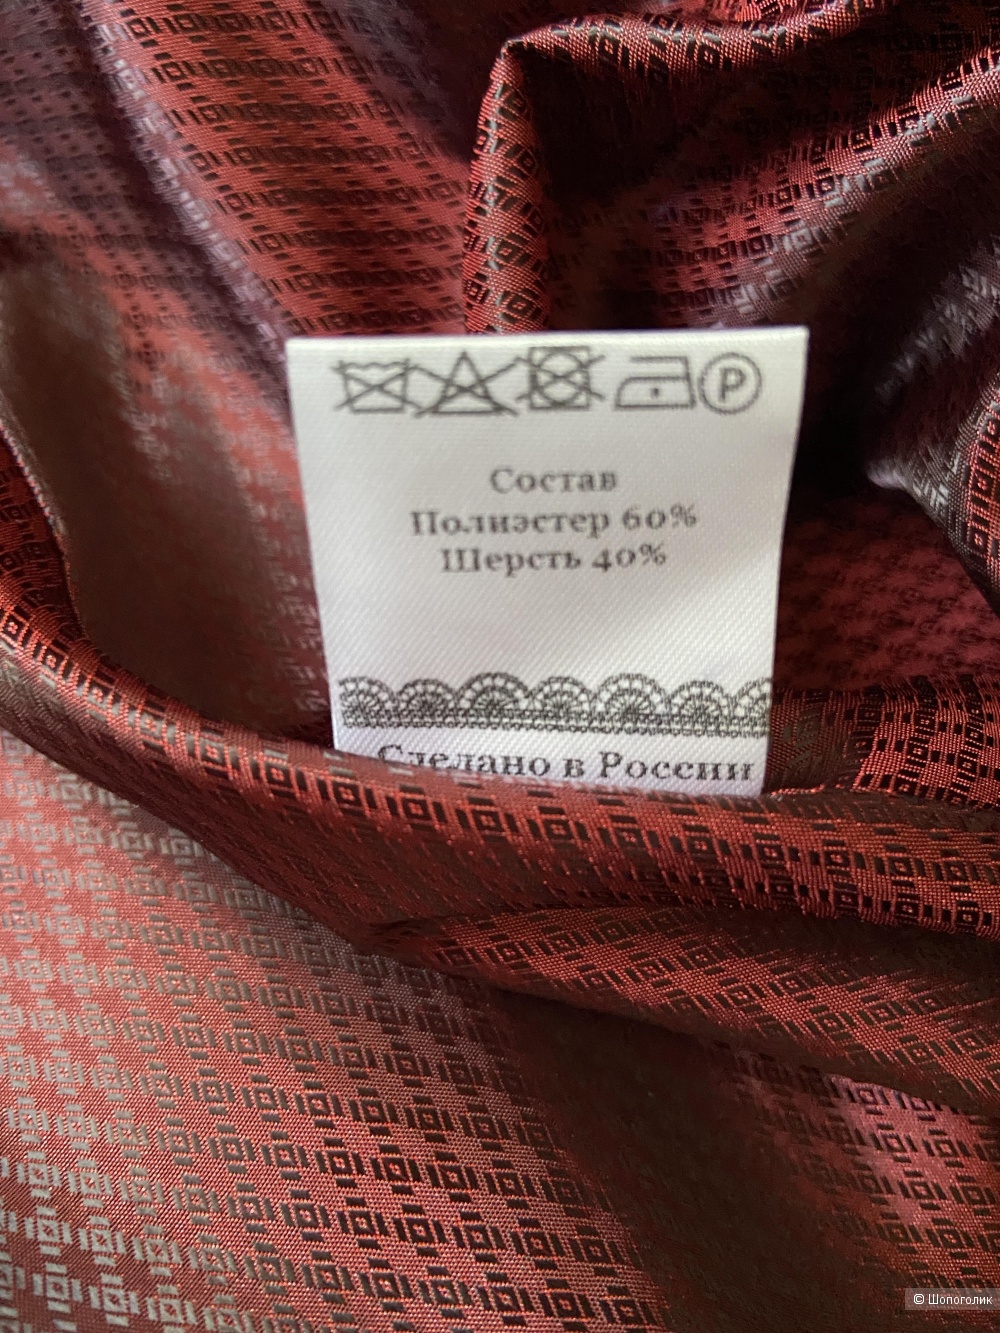 P
Состав
Полиэстер 60%
Шерсть 40%
Сделано в России
© Шопоголик